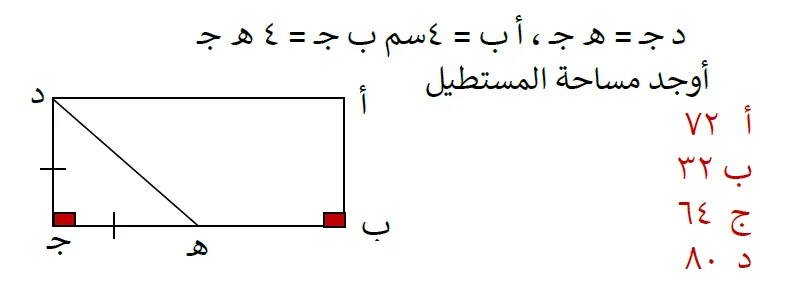 د جـ = هـ جـ ، أ ب = ٤سم ب جـ = ٤ هـ جـ
أوجد مساحة المستطيل
أ ٧٢
ب ٣٢
ج ٦٤
د ٨٠
د
أ
جـ
هـ
ب